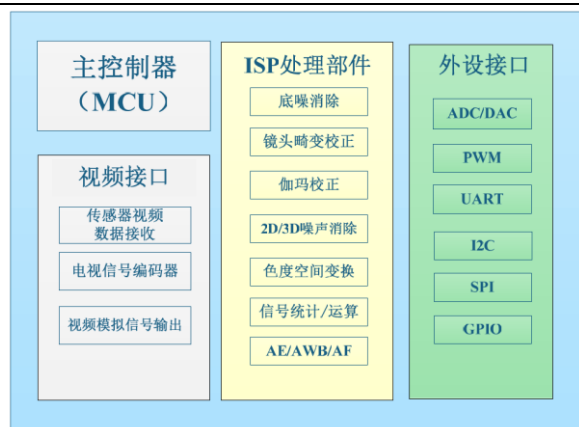 主控制器
（MCU）
视频接口
传感器视频
数据接收
电视信号编码器
视频模拟信号输出
ISP处理部件
底噪消除
镜头畸变校正
伽玛校正
2D/3D噪声消除
色度空间变换
信号统计/运算
AE/AWB/AF
外设接口
ADC/DAC
PWM
UART
I2C
SPI
GPIO